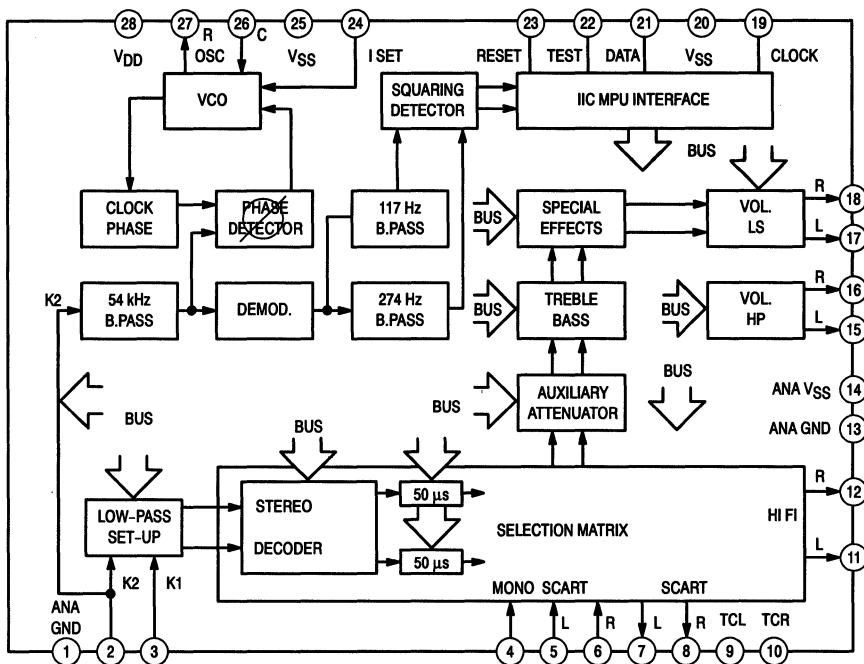 28 27 26 25 24 23 22 21 20 19
R C
VDD OSC VSS I SET RESET TEST DATA VSS CLOCK
VCO
SQUARING
DETECTOR
IIC MPU INTERFACE
BUS
CLOCK
PHASE
PHASE
DETECTOR
117 Hz
B.PASS
BUS
SPECIAL
EFFECTS
VOL.
LS
R 18
L 17
K2
54 kHz
B.PASS
DEMOD.
274 Hz
B.PASS
BUS
TREBLE
BASS
BUS
VOL.
HP
R 16
L 15
BUS
BUS
AUXILIARY
ATTENUATOR
BUS
ANA VSS 14
ANA GND 13
BUS
LOW-PASS
SET-UP
STEREO
DECODER
50 µs
50 µs
SELECTION MATRIX
HI FI
R 12
L 11
K2 K1
MONO SCART SCART
L R L R
ANA
GND
TCL TCR
1 2 3 4 5 6 7 8 9 10